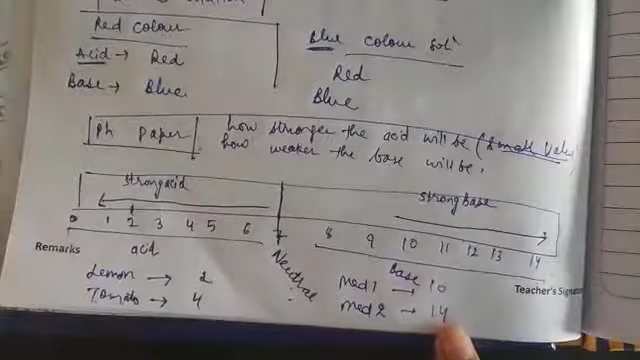 Red colour
Acid → Red
Base → Blue
Blue colour Sol^n
Red
Blue
Ph paper
how stronger the acid will be (Small Value
how weaker the base will be.
Strong acid
Strong base
0 1 2 3 4 5 6 7 8 9 10 11 12 13 14
Remarks
acid
Neutral
Base
Lemon → 2
Tomato → 4
Med 1 → 10
Med 2 → 14
Teacher's Signatu